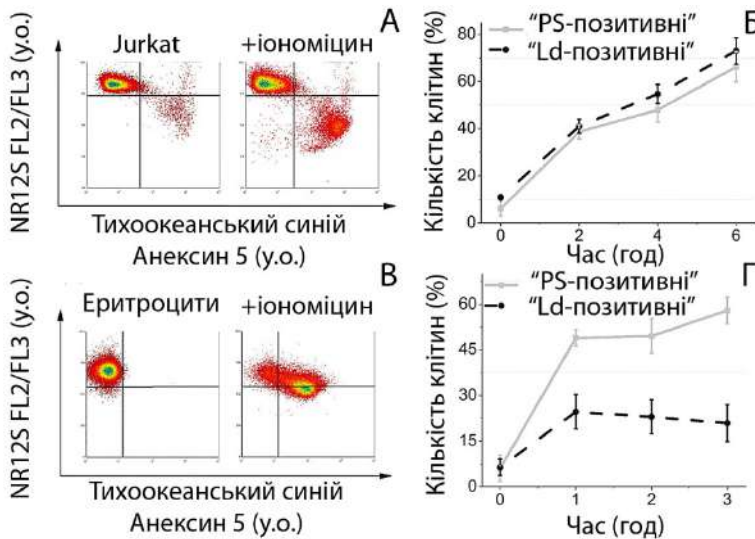 А
Jurkat
+іономіцин
NR12S FL2/FL3 (у.о.)
Тихоокеанський синій
Анексин 5 (у.о.)
Б
"PS-позитивні"
"Ld-позитивні"
Кількість клітин (%)
80
60
40
20
0
0 2 4 6
Час (год)
В
Еритроцити
+іономіцин
NR12S FL2/FL3 (у.о.)
Тихоокеанський синій
Анексин 5 (у.о.)
Г
"PS-позитивні"
"Ld-позитивні"
Кількість клітин (%)
60
45
30
15
0
0 1 2 3
Час (год)